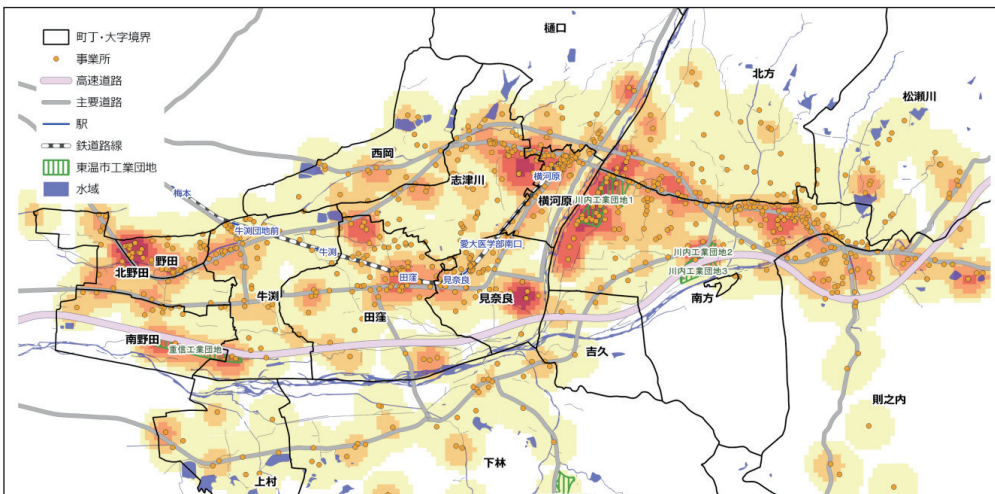 町丁・大字境界
事業所
高速道路
主要道路
駅
鉄道路線
東温市工業団地
水域
樋口
北方
松瀬川
西岡
志津川
横河原
横河原
川内工業団地1
梅本
牛渕団地前
愛大医学部南口
野田
北野田
牛渕
川内工業団地2
田窪
見奈良
川内工業団地3
牛渕
見奈良
南方
田窪
南野田
重信工業団地
吉久
則之内
下林
上村